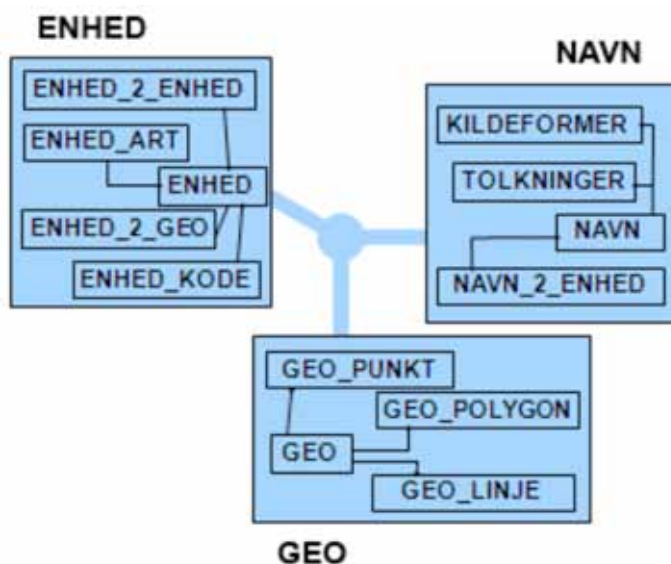 ENHED
ENHED_2_ENHED
ENHED_ART
ENHED
ENHED_2_GEO
ENHED_KODE
NAVN
KILDEFORMER
TOLKNINGER
NAVN
NAVN_2_ENHED
GEO_PUNKT
GEO_POLYGON
GEO
GEO_LINJE
GEO